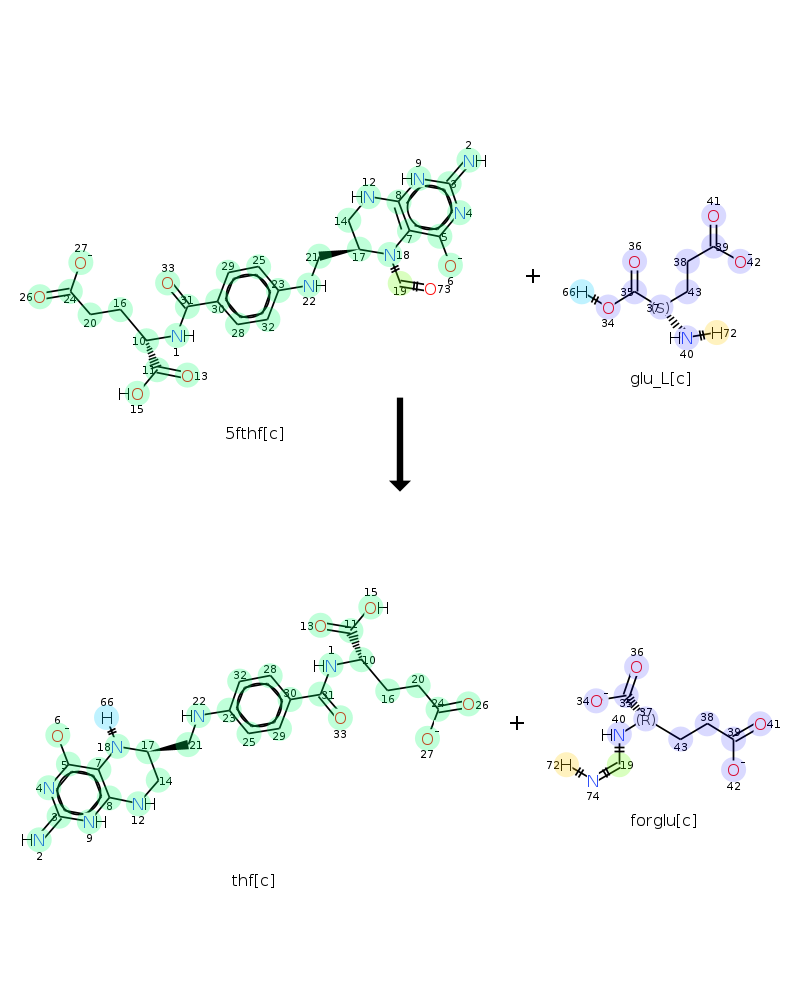 2
NH
9
HN
3
N 4
12
HN
8
14
7
5
O-
6
21
17
N 18
19
O 73
27
O-
33
O
29
25
31
30
23
NH
22
26 O
24
16
20
28
32
10
NH
1
11
O 13
HO
15
5fthf[c]
+
41
O
39
O- 42
36
O
38
66 H
35
43
O
34
37 (S)
HN
40
H 72
glu_L[c]
15
OH
13 O
11
1
HN
10
20
16
24
O 26
O-
27
32
28
30
31
O
33
22
HN
23
25
29
66
H
6
O-
18 N
17
21
5
7
14
4 N
8
NH
12
3
NH
9
HN
2
thf[c]
+
36
O
34 O-
35
37
(R)
38
40
HN
43
39
O 41
O-
42
72 H
19
N
74
forglu[c]